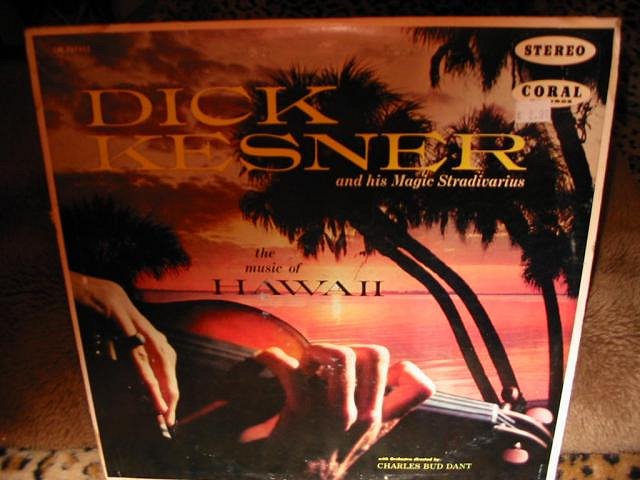 STEREO
CORAL
DICK
KESNER
and his Magic Stradivarius
the
music of
HAWAII
with Orchestra directed by
CHARLES BUD DANT